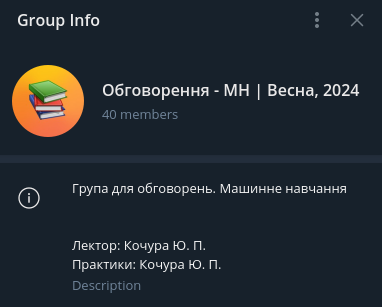 Group Info
Обговорення - МН | Весна, 2024
40 members
Група для обговорень. Машинне навчання
Лектор: Кочура Ю. П.
Практики: Кочура Ю. П.
Description